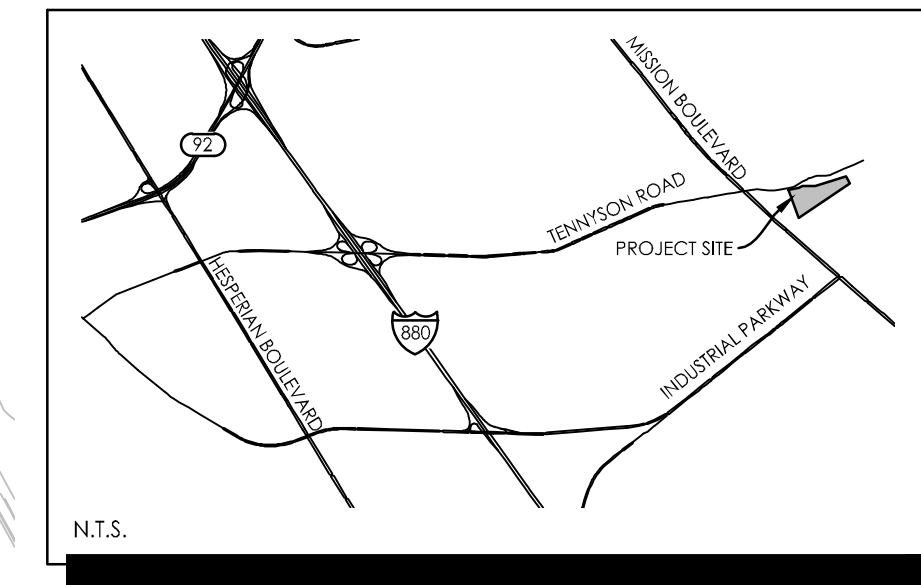 MISSION BOULEVARD
92
TENNYSON ROAD
PROJECT SITE
HESPERIAN BOULEVARD
880
INDUSTRIAL PARKWAY
N.T.S.